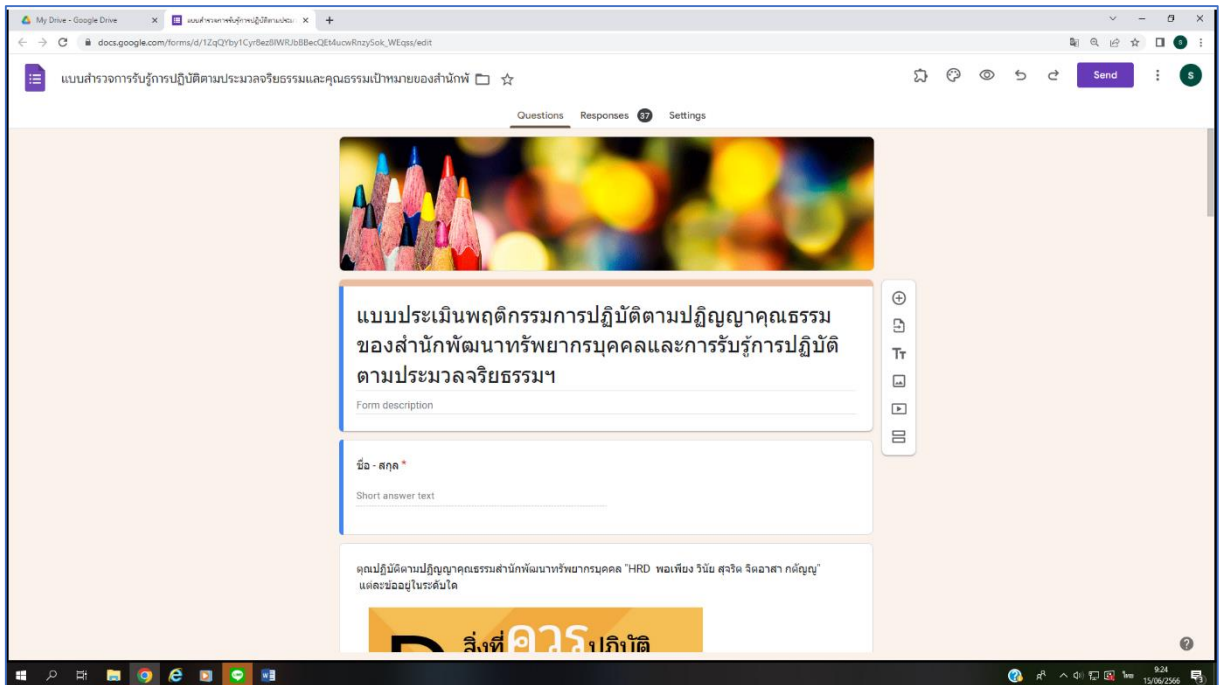 My Drive - Google Drive
docs.google.com/forms/d/1ZqQYby1Cyr8ez8lWRJbBBecQEt4ucwRnzySok_WEqss/edit
แบบสำรวจการรับรู้การปฏิบัติตามประมวลจริยธรรมและคุณธรรมเป้าหมายของสำนักพั
Send
S
Questions Responses 37 Settings
แบบประเมินพฤติกรรมการปฏิบัติตามปฏิญญาคุณธรรม
ของสำนักพัฒนาทรัพยากรบุคคลและการรับรู้การปฏิบัติ
ตามประมวลจริยธรรมฯ
Form description
ชื่อ - สกุล *
Short answer text
คุณปฏิบัติตามปฏิญญาคุณธรรมสำนักพัฒนาทรัพยากรบุคคล "HRD พอเพียง วินัย สุจริต จิตอาสา กตัญญู"
แต่ละข้ออยู่ในระดับใด
สิ่งที่ควรปฏิบัติ
ไทย
9:24
15/06/2566